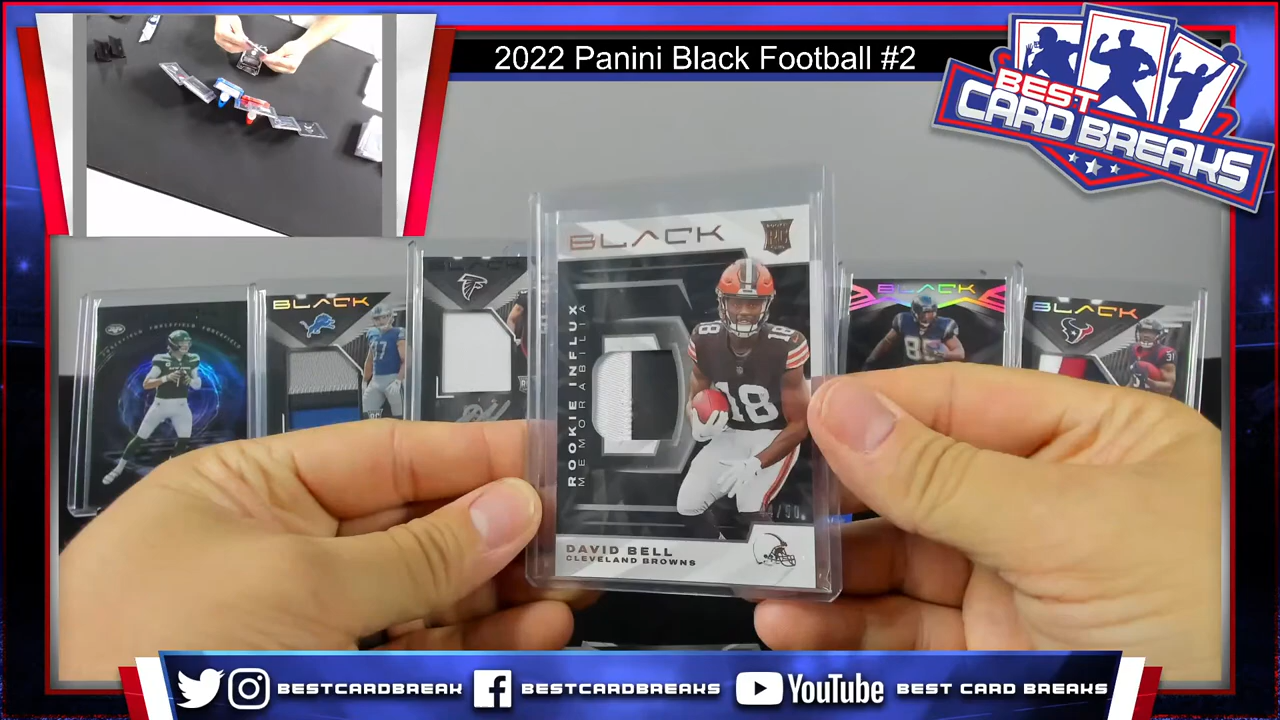 2022 Panini Black Football #2
BEST
CARD BREAKS
BLACK
BLACK
BLACK
BLACK
ROOKIE INFLUX
MEMORABILIA
18
18
DAVID BELL
CLEVELAND BROWNS
BESTCARDBREAK
BESTCARDBREAKS
YouTube
BEST CARD BREAKS